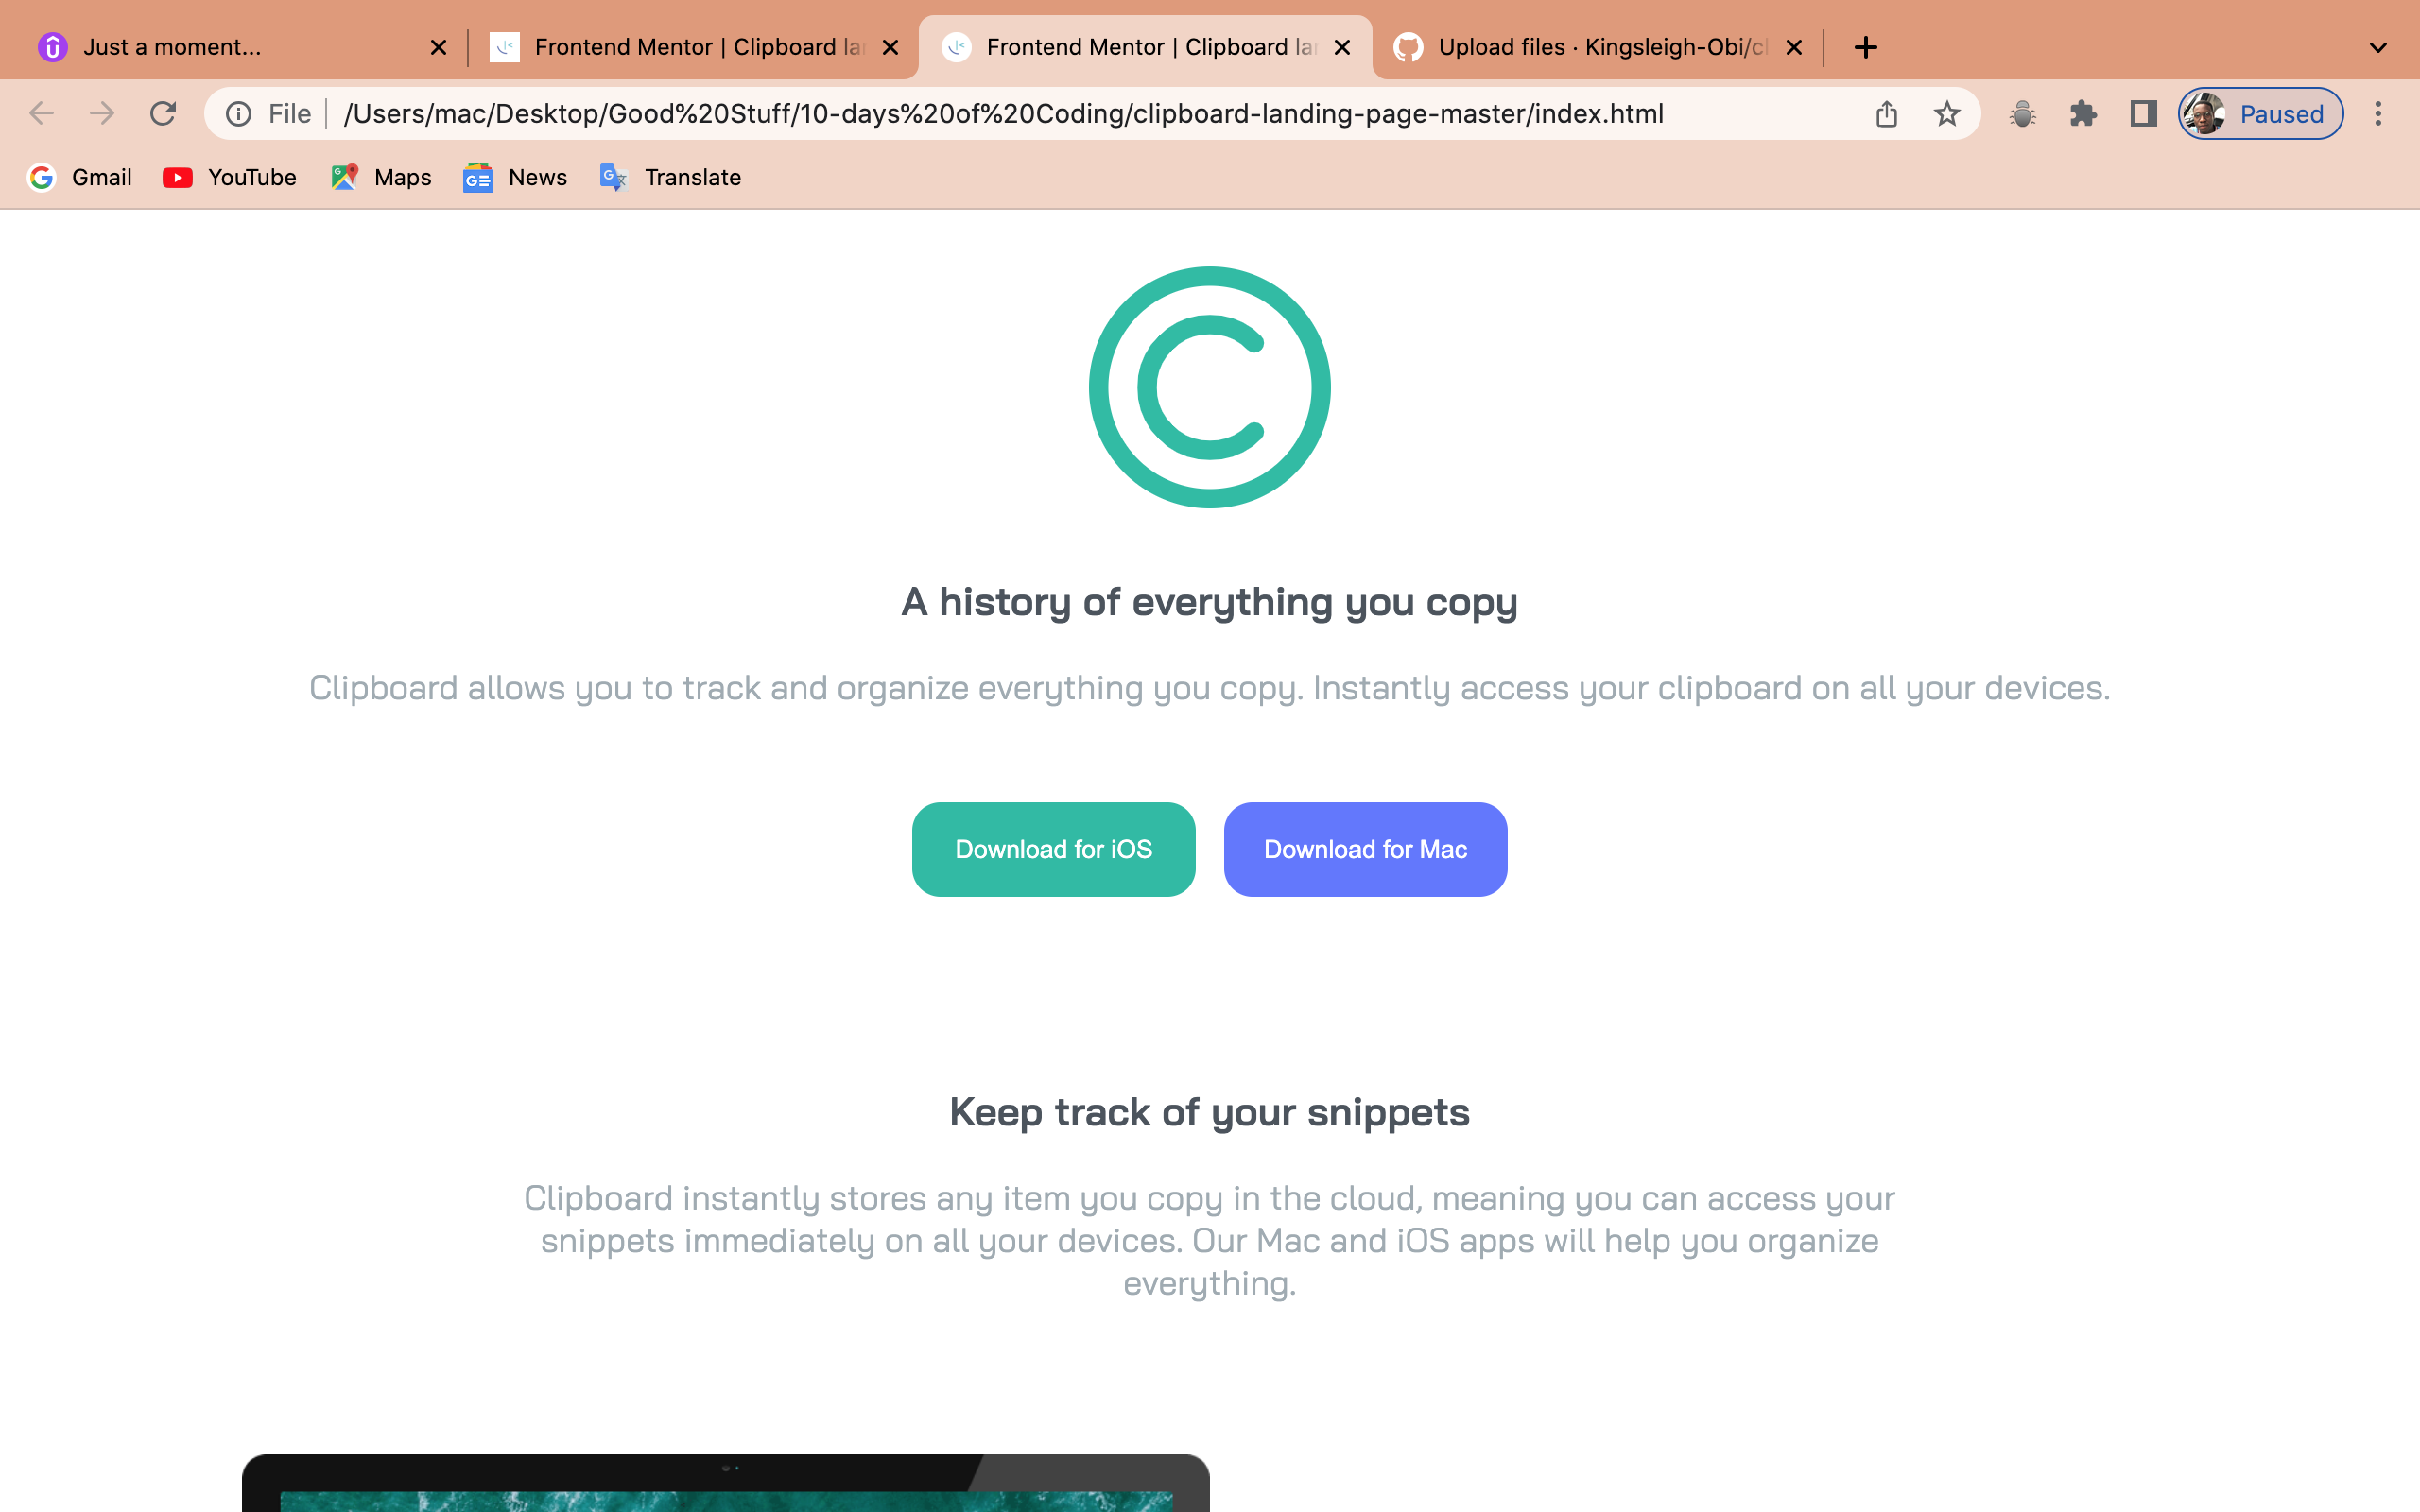 Just a moment...
Frontend Mentor | Clipboard la
Frontend Mentor | Clipboard la
Upload files · Kingsleigh-Obi/cl
File
/Users/mac/Desktop/Good%20Stuff/10-days%20of%20Coding/clipboard-landing-page-master/index.html
Paused
Gmail
YouTube
Maps
News
Translate
A history of everything you copy
Clipboard allows you to track and organize everything you copy. Instantly access your clipboard on all your devices.
Download for iOS
Download for Mac
Keep track of your snippets
Clipboard instantly stores any item you copy in the cloud, meaning you can access your
snippets immediately on all your devices. Our Mac and iOS apps will help you organize
everything.